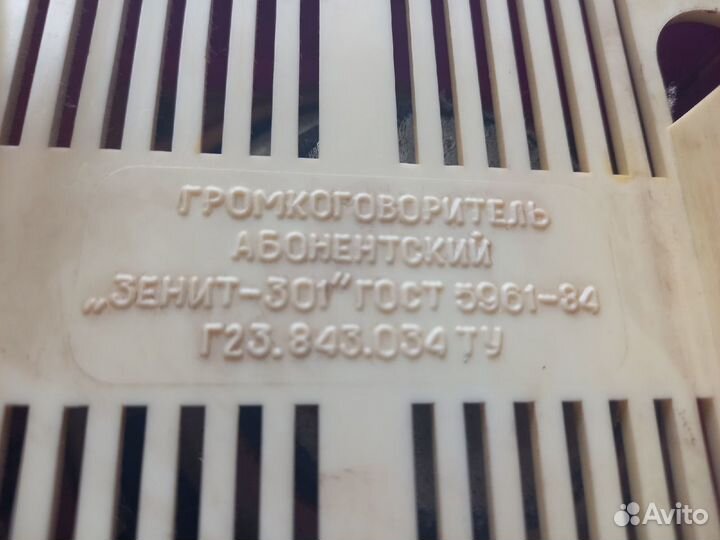 ГРОМКОГОВОРИТЕЛЬ
АБОНЕНТСКИЙ
„ЗЕНИТ-301" ГОСТ 5961-84
Г23.843.034 ТУ
Avito